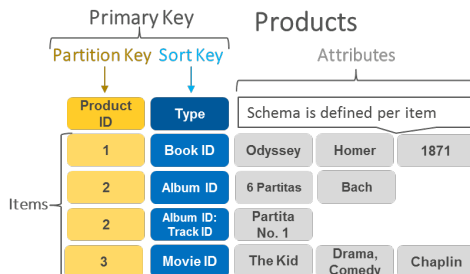 Primary Key
Products
Partition Key
Sort Key
Attributes
Product ID
Type
Schema is defined per item
Items
1
Book ID
Odyssey
Homer
1871
2
Album ID
6 Partitas
Bach
2
Album ID:
Track ID
Partita
No. 1
3
Movie ID
The Kid
Drama,
Comedy
Chaplin